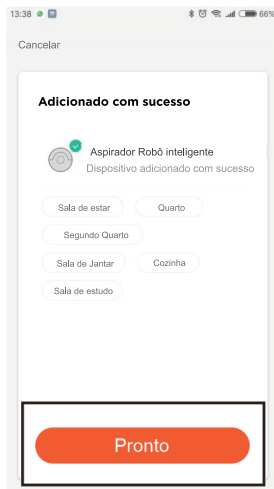 13:38 66%
Cancelar
Adicionado com sucesso
Aspirador Robô inteligente
Dispositivo adicionado com sucesso
Sala de estar Quarto
Segundo Quarto
Sala de Jantar Cozinha
Sala de estudo
Pronto